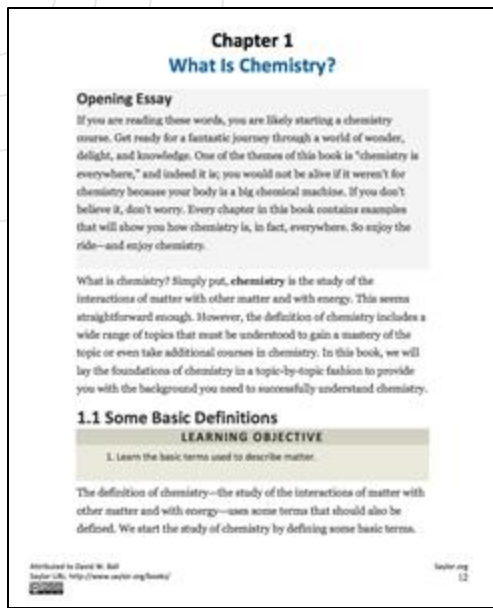 Chapter 1
What Is Chemistry?
Opening Essay
If you are reading these words, you are likely starting a chemistry
course. Get ready for a fantastic journey through a world of wonder,
delight, and knowledge. One of the themes of this book is "chemistry is
everywhere," and indeed it is; you would not be alive if it weren't for
chemistry because your body is a big chemical machine. If you don't
believe it, don't worry. Every chapter in this book contains examples
that will show you how chemistry is, in fact, everywhere. So enjoy the
ride—and enjoy chemistry.
What is chemistry? Simply put, chemistry is the study of the
interactions of matter with other matter and with energy. This seems
straightforward enough. However, the definition of chemistry includes a
wide range of topics that must be understood to gain a mastery of the
topic or even take additional courses in chemistry. In this book, we will
lay the foundations of chemistry in a topic-by-topic fashion to provide
you with the background you need to successfully understand chemistry.
1.1 Some Basic Definitions
LEARNING OBJECTIVE
1. Learn the basic terms used to describe matter.
The definition of chemistry—the study of the interactions of matter with
other matter and with energy—uses some terms that should also be
defined. We start the study of chemistry by defining some basic terms.
Attributed to David W. Ball
Saylor URL: http://www.saylor.org/books/
Saylor.org
12